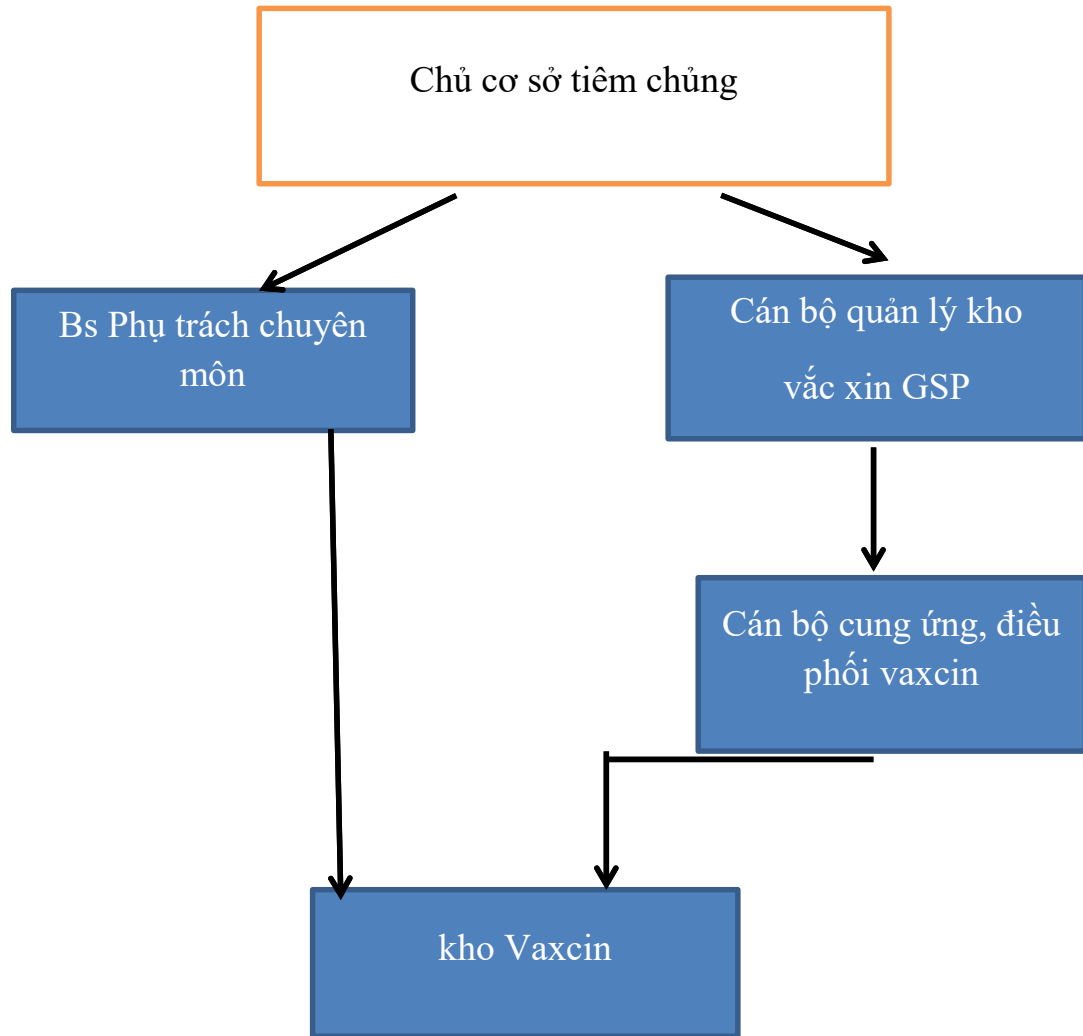 Chủ cơ sở tiêm chủng
Bs Phụ trách chuyên
môn
Cán bộ quản lý kho
vắc xin GSP
Cán bộ cung ứng, điều
phối vaxcin
kho Vaxcin